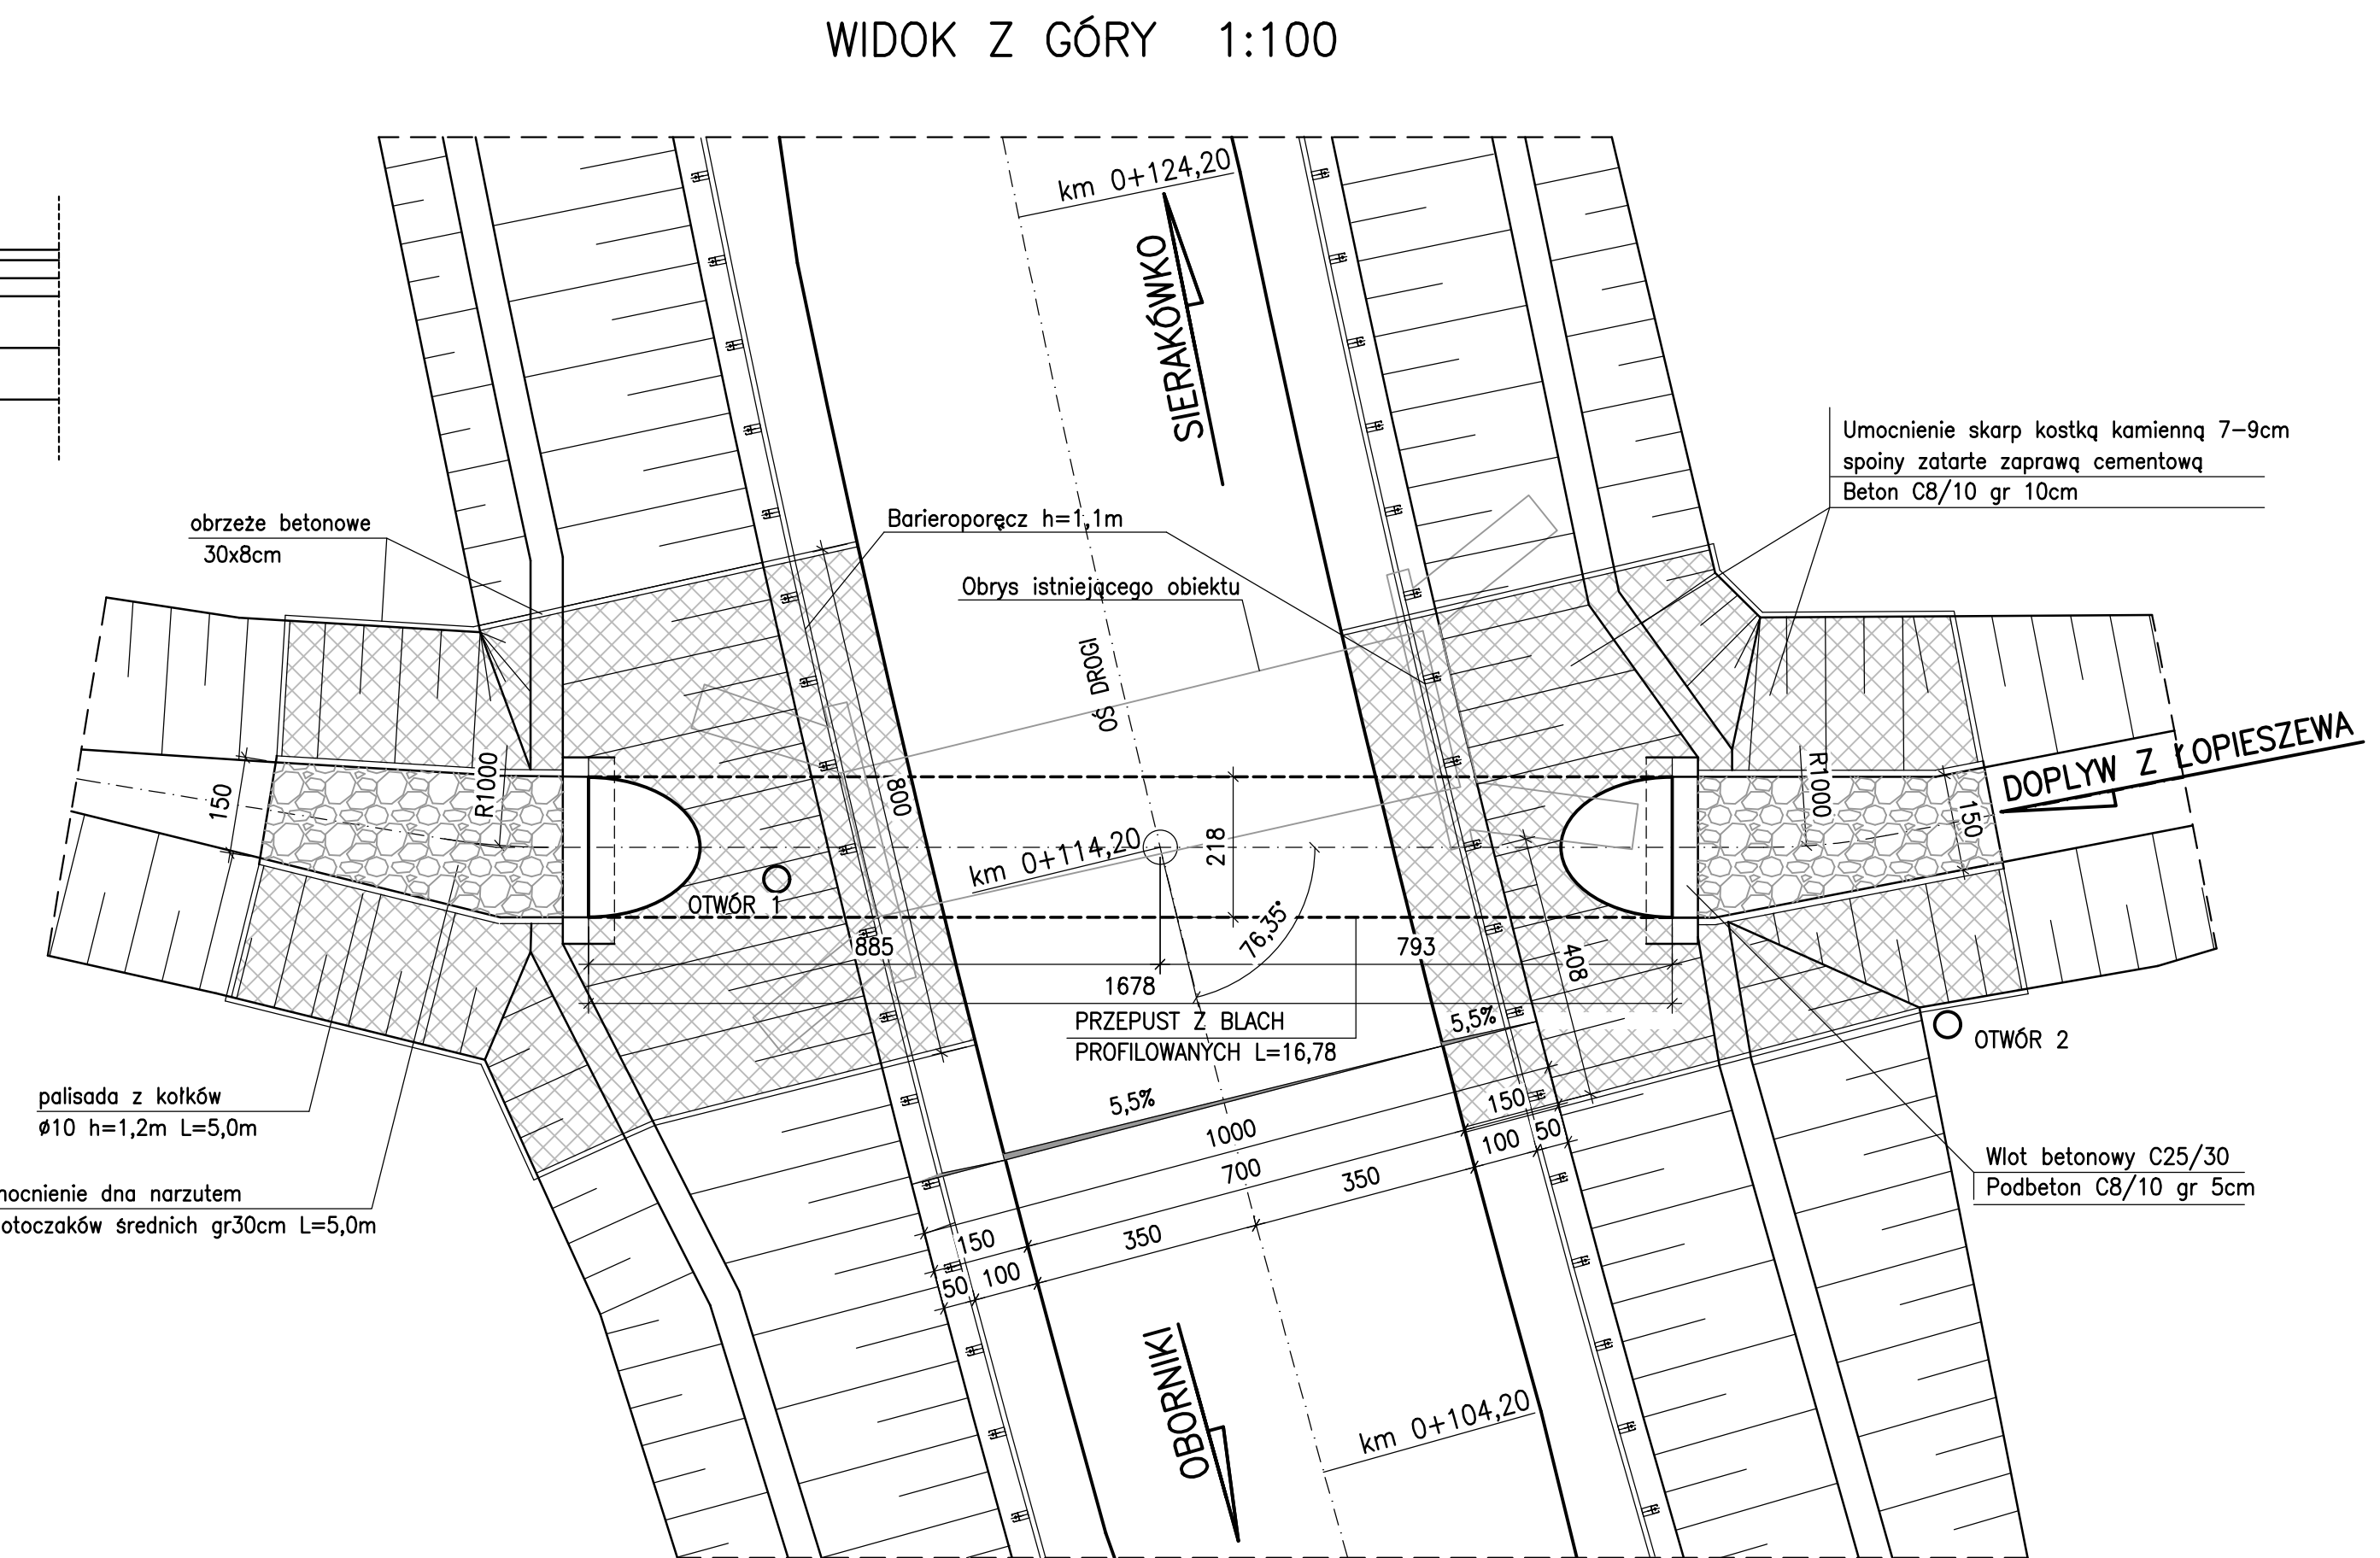 WIDOK Z GÓRY 1:100
km 0+124,20
SIERAKÓWKO
Umocnienie skarp kostką kamienną 7-9cm
spoiny zatarte zaprawą cementową
Beton C8/10 gr 10cm
obrzeże betonowe
30x8cm
Barieroporęcz h=1,1m
Obrys istniejącego obiektu
OŚ DROGI
DOPLYW Z ŁOPIESZEWA
R1000
R1000
150
150
800
218
km 0+114,20
OTWÓR 1
76,35°
885
793
408
1678
PRZEPUST Z BLACH
PROFILOWANYCH L=16,78
5,5%
OTWÓR 2
5,5%
palisada z kołków
ø10 h=1,2m L=5,0m
150
1000
100
50
700
350
Wlot betonowy C25/30
Podbeton C8/10 gr 5cm
mocnienie dna narzutem
otoczaków średnich gr30cm L=5,0m
150
350
50
100
OBORNIKI
km 0+104,20